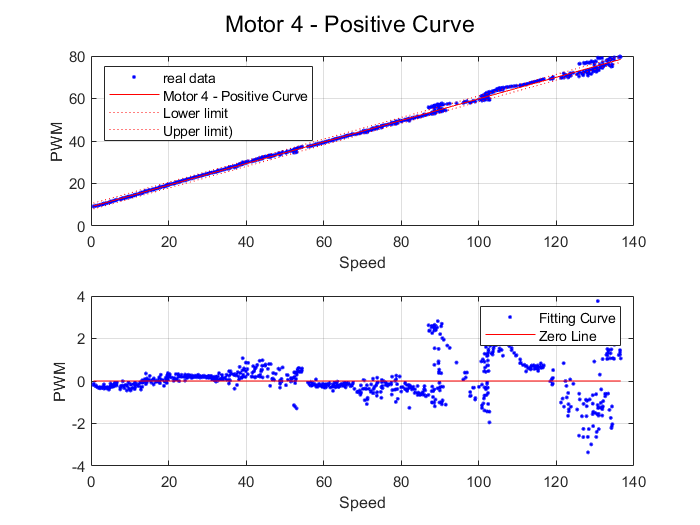 Motor 4 - Positive Curve
80
60
40
20
0
PWM
real data
Motor 4 - Positive Curve
Lower limit
Upper limit)
0 20 40 60 80 100 120 140
Speed
4
2
0
-2
-4
PWM
Fitting Curve
Zero Line
0 20 40 60 80 100 120 140
Speed